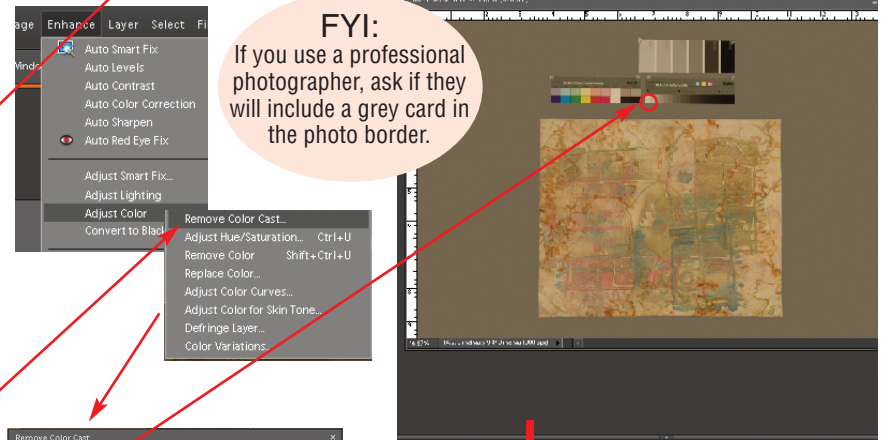 age Enhance Layer Select Fi
Auto Smart Fix
Auto Levels
Auto Contrast
Auto Color Correction
Auto Sharpen
Auto Red Eye Fix
Adjust Smart Fix...
Adjust Lighting
Adjust Color
Convert to Blac
Remove Color Cast...
Adjust Hue/Saturation... Ctrl+U
Remove Color Shift+Ctrl+U
Replace Color...
Adjust Color Curves...
Adjust Color for Skin Tone...
Defringe Layer...
Color Variations...
Remove Color Cast
FYI:
If you use a professional
photographer, ask if they
will include a grey card in
the photo border.